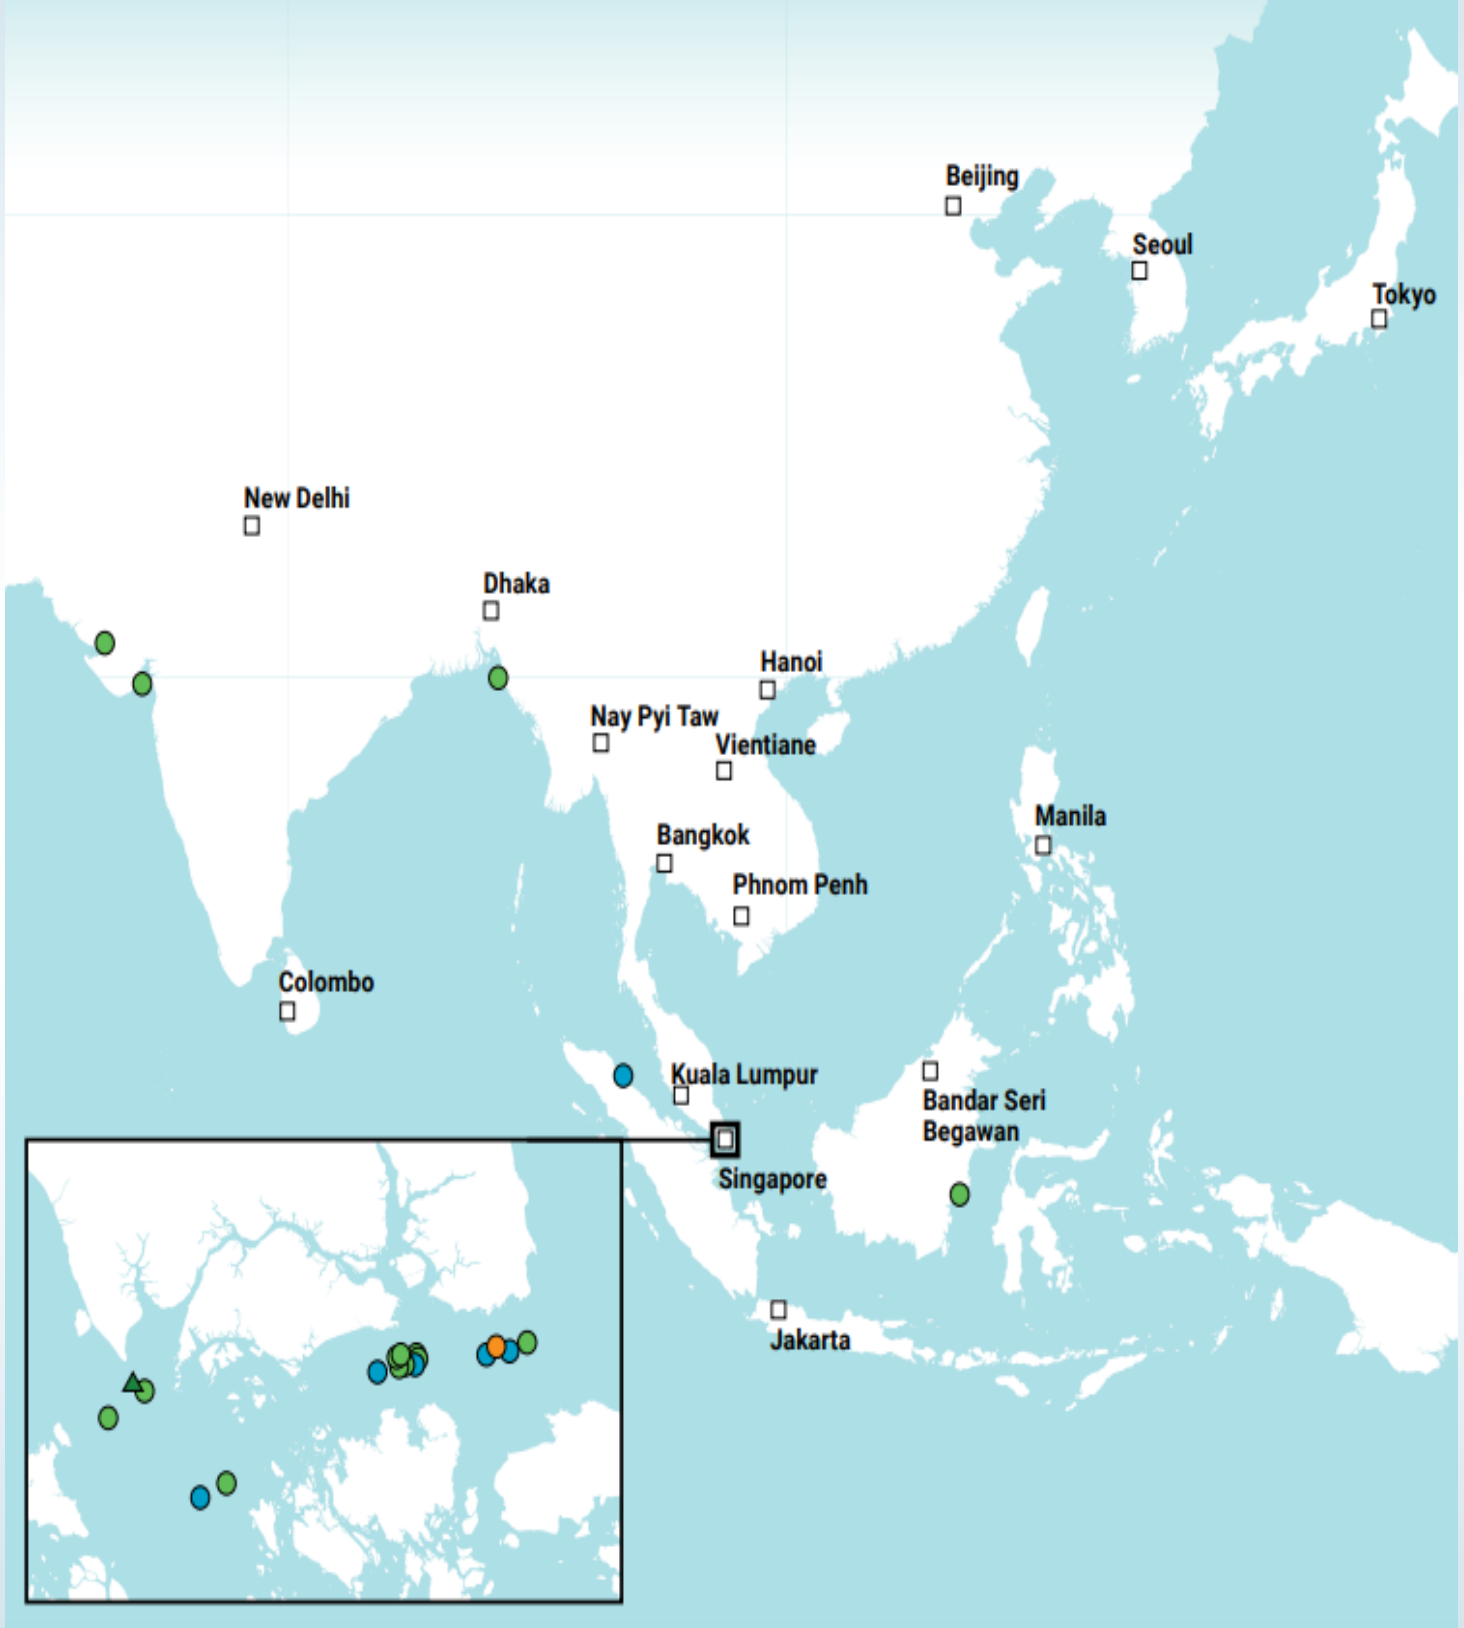 Beijing
Seoul
Tokyo
New Delhi
Dhaka
Hanoi
Nay Pyi Taw
Vientiane
Manila
Bangkok
Phnom Penh
Colombo
Kuala Lumpur
Bandar Seri
Begawan
Singapore
Jakarta